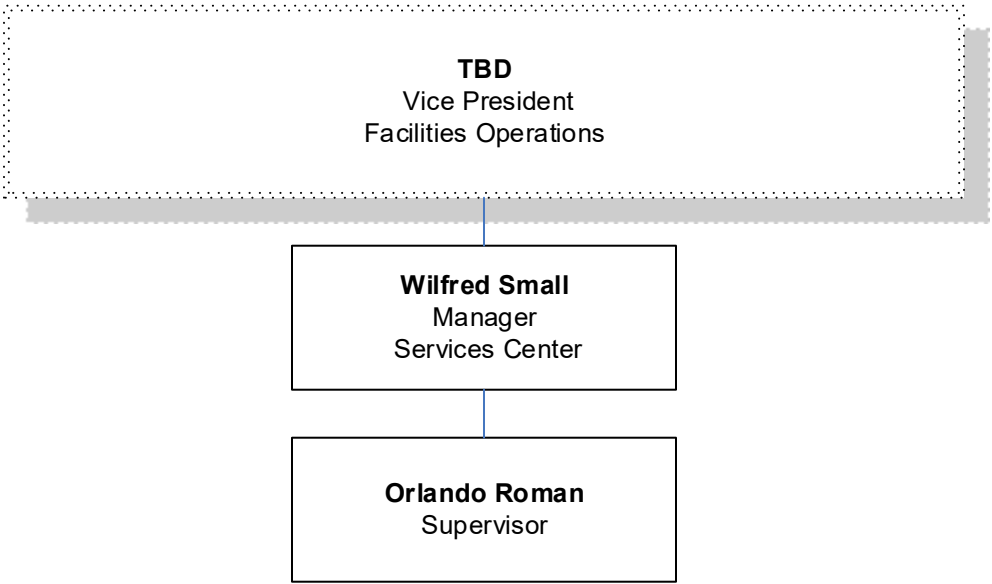 TBD
Vice President
Facilities Operations
Wilfred Small
Manager
Services Center
Orlando Roman
Supervisor